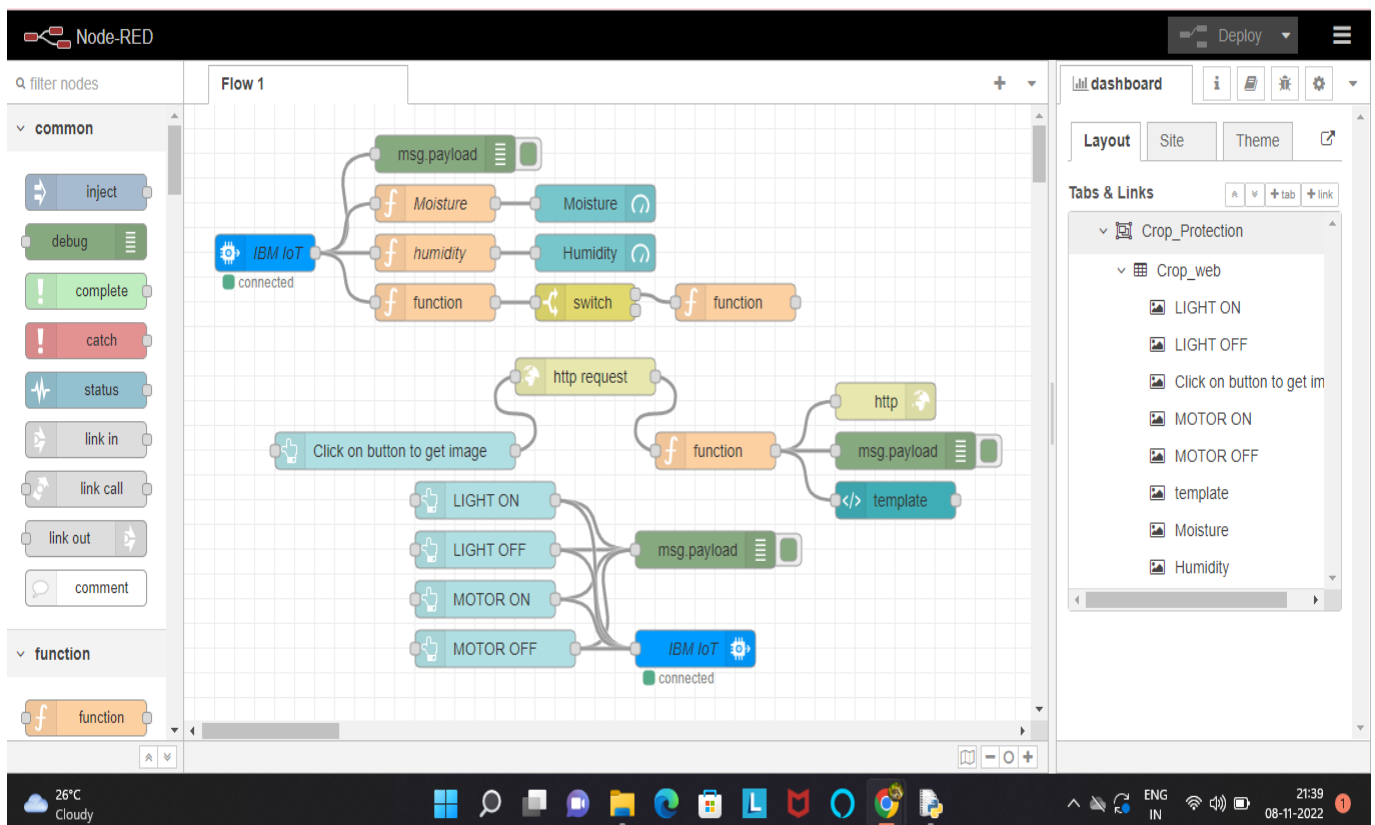 Node-RED
Deploy
filter nodes
Flow 1
dashboard
i
common
inject
debug
complete
catch
status
link in
link call
link out
comment
function
function
msg.payload
Moisture
Moisture
IBM IoT
humidity
Humidity
connected
function
switch
function
http request
http
Click on button to get image
function
msg.payload
LIGHT ON
template
LIGHT OFF
msg.payload
MOTOR ON
MOTOR OFF
IBM IoT
connected
Layout
Site
Theme
Tabs & Links
+ tab
+ link
Crop_Protection
Crop_web
LIGHT ON
LIGHT OFF
Click on button to get im
MOTOR ON
MOTOR OFF
template
Moisture
Humidity
26°C
Cloudy
L
ENG
IN
21:39
08-11-2022
1